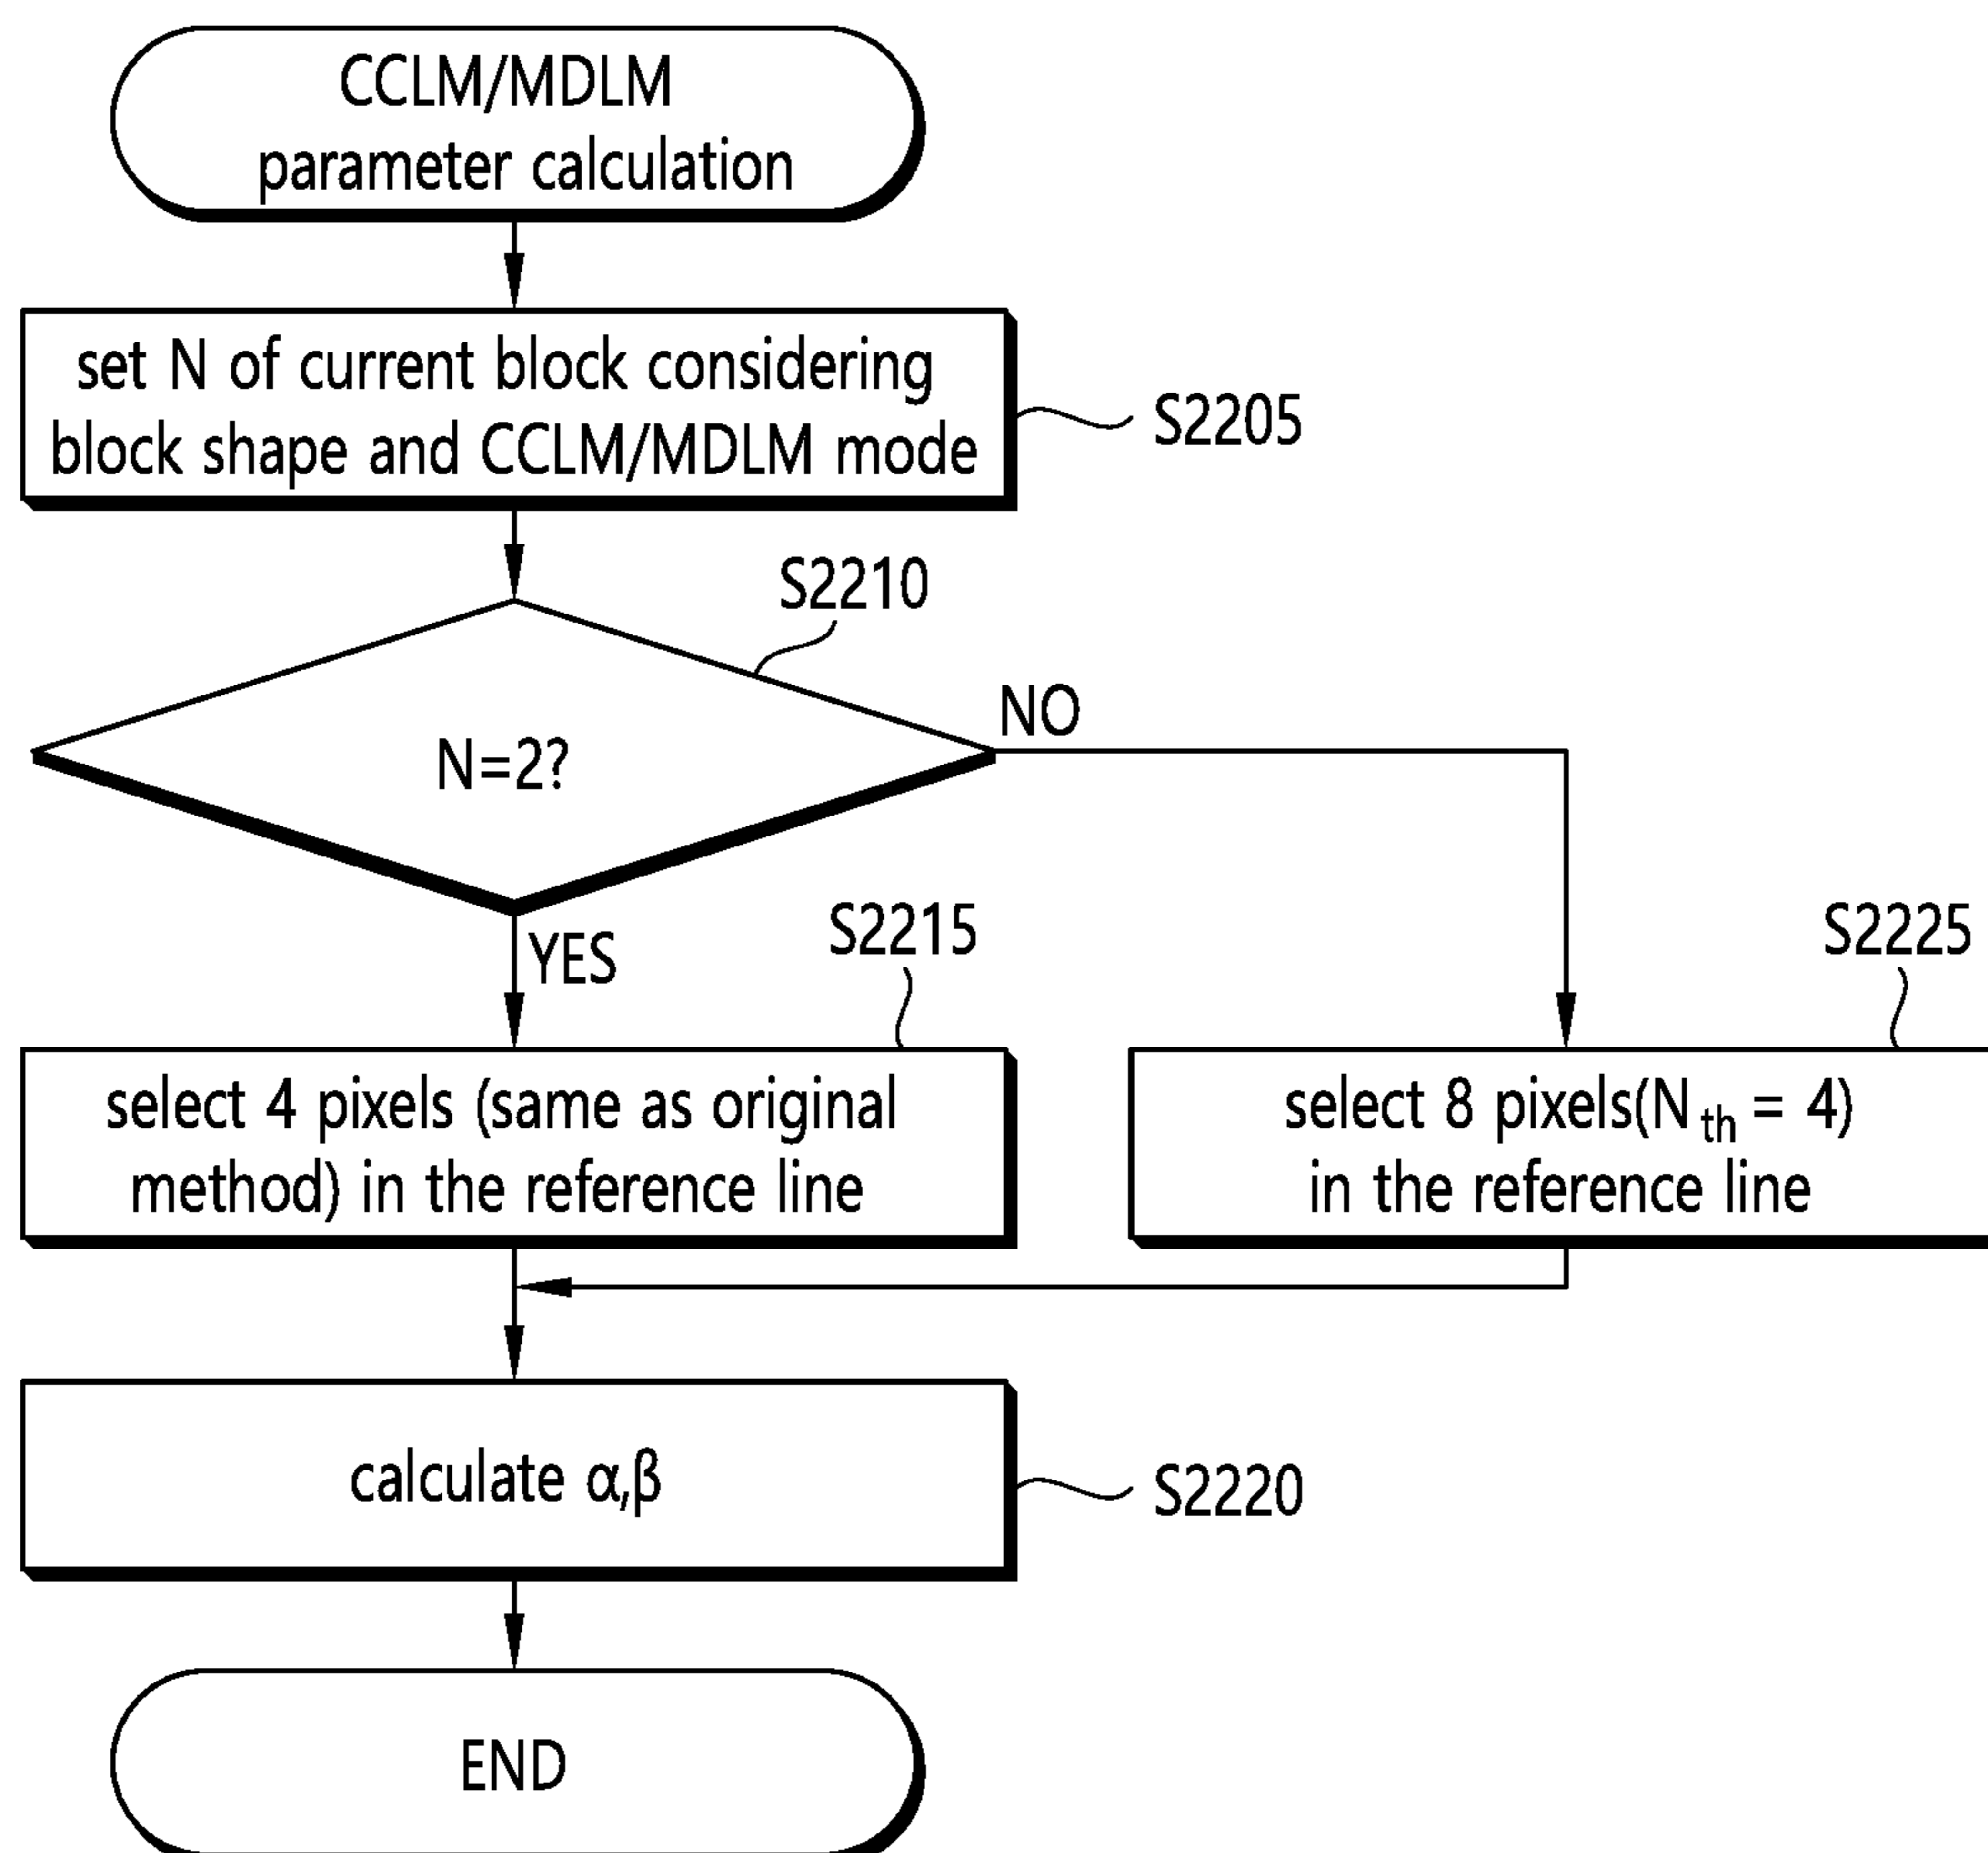 CCLM/MDLM
parameter calculation
set N of current block considering
block shape and CCLM/MDLM mode
S2205
S2210
N=2?
NO
YES
S2215
select 4 pixels (same as original
method) in the reference line
S2225
select 8 pixels(Nth = 4)
in the reference line
calculate α,β
S2220
END